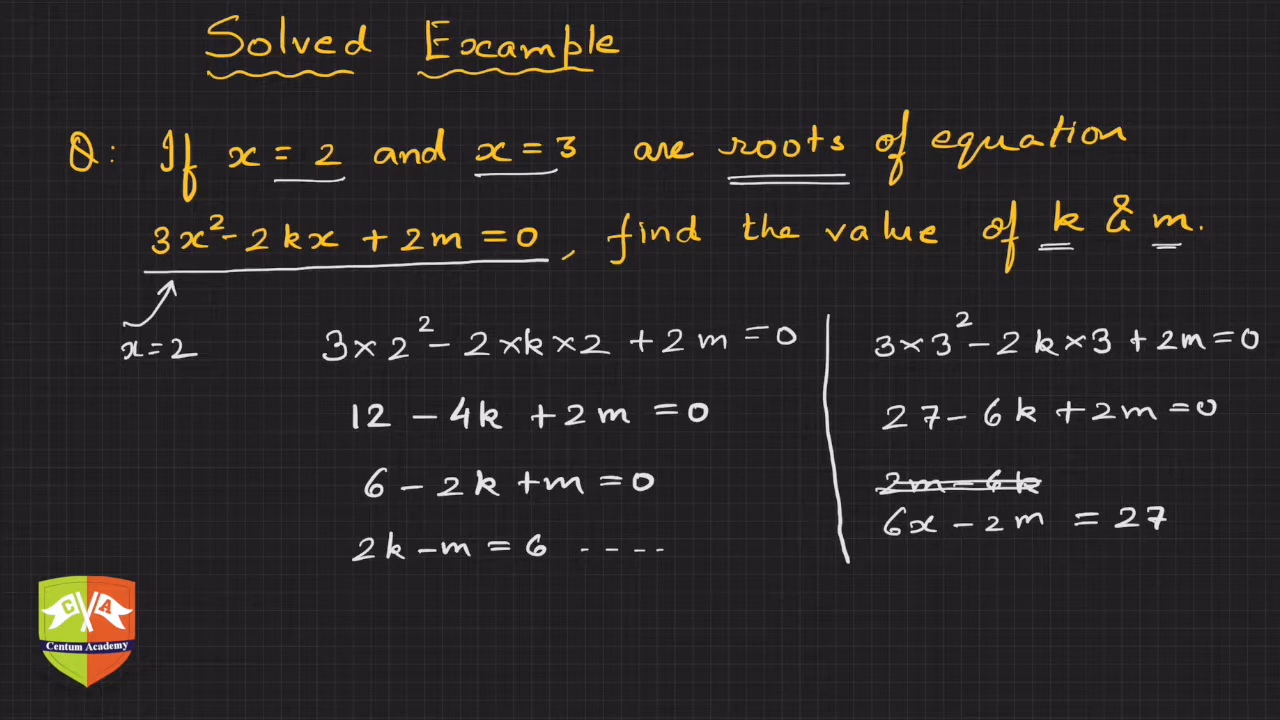 Solved Example
Q: If x = 2 and x = 3 are roots of equation
3x² - 2kx + 2m = 0, find the value of k & m.
x = 2
3 × 2² - 2 × k × 2 + 2m = 0
12 - 4k + 2m = 0
6 - 2k + m = 0
2k - m = 6 ----
3 × 3² - 2k × 3 + 2m = 0
27 - 6k + 2m = 0
2m - 6k
6x - 2m = 27
C A
Centum Academy